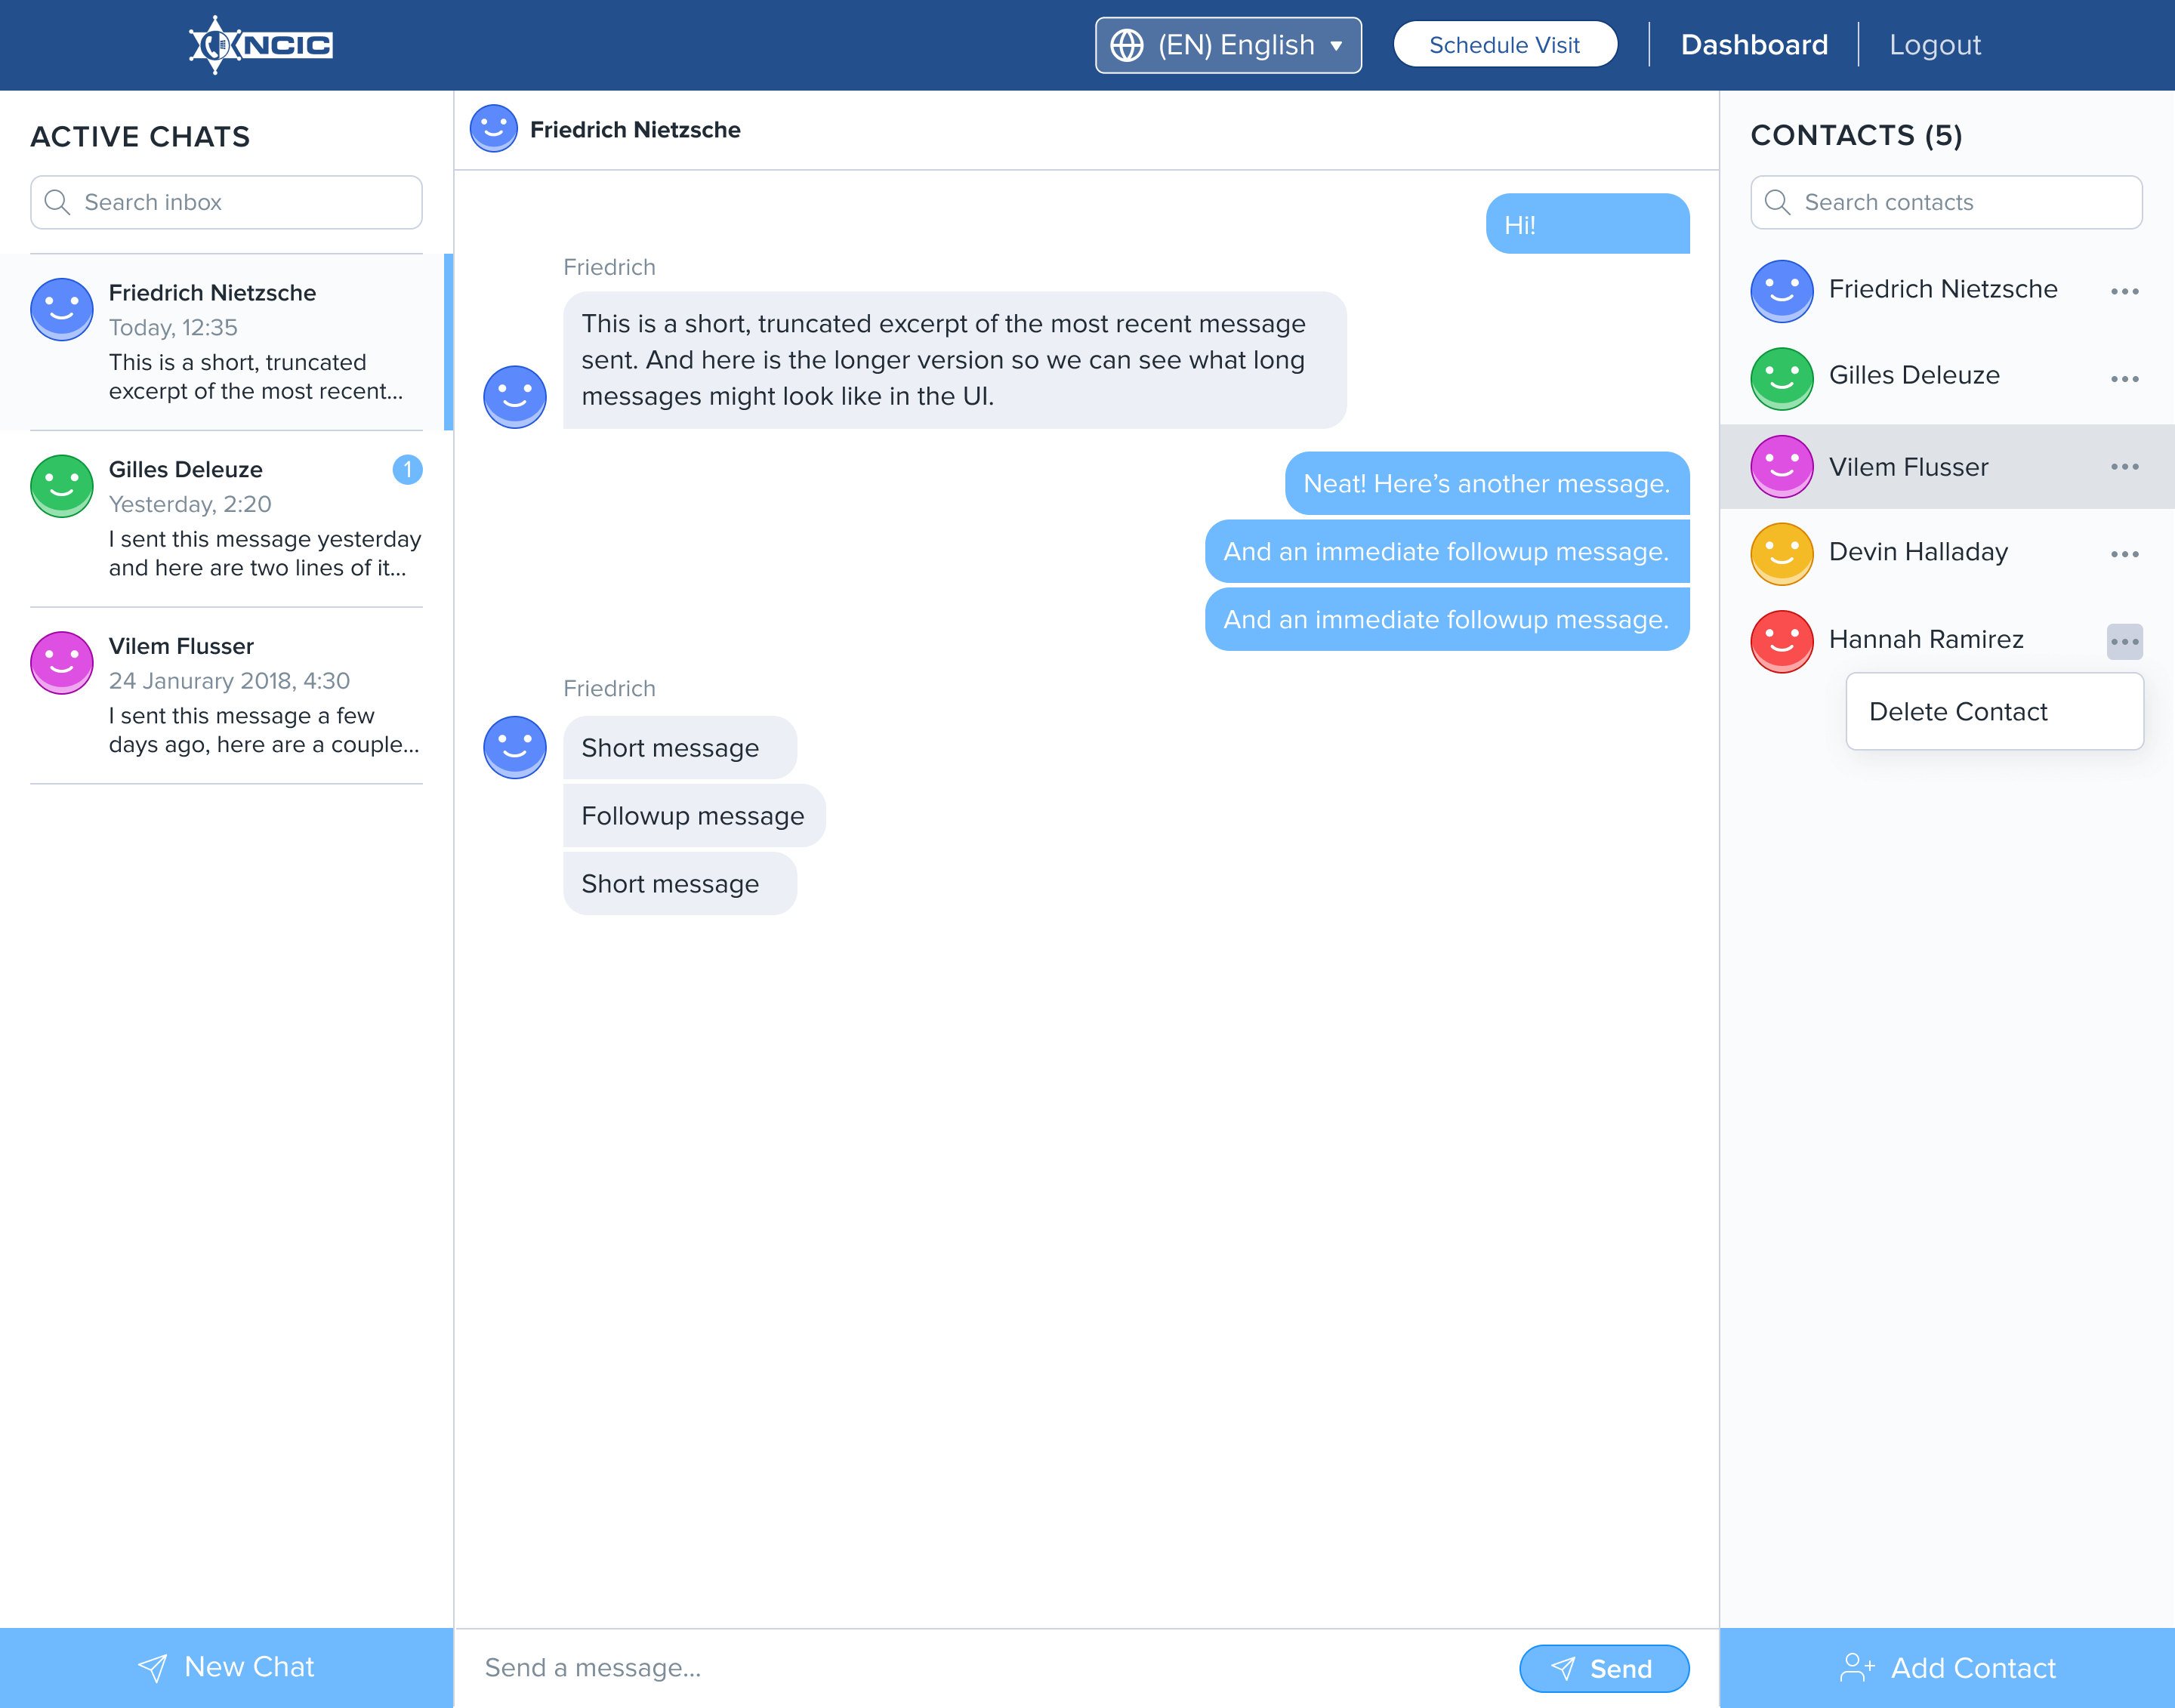 NCIC
(EN) English
Schedule Visit
Dashboard
Logout
ACTIVE CHATS
Search inbox
Friedrich Nietzsche
Today, 12:35
This is a short, truncated
excerpt of the most recent...
Gilles Deleuze
1
Yesterday, 2:20
I sent this message yesterday
and here are two lines of it...
Vilem Flusser
24 Janurary 2018, 4:30
I sent this message a few
days ago, here are a couple...
New Chat
Friedrich Nietzsche
Hi!
Friedrich
This is a short, truncated excerpt of the most recent message
sent. And here is the longer version so we can see what long
messages might look like in the UI.
Neat! Here’s another message.
And an immediate followup message.
And an immediate followup message.
Friedrich
Short message
Followup message
Short message
Send a message...
Send
CONTACTS (5)
Search contacts
Friedrich Nietzsche
Gilles Deleuze
Vilem Flusser
Devin Halladay
Hannah Ramirez
Delete Contact
Add Contact